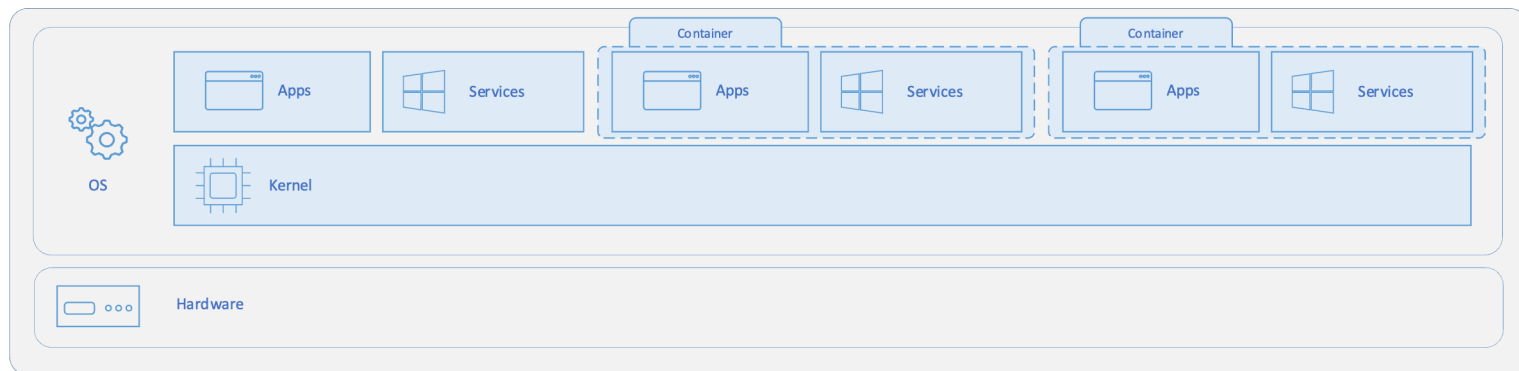 Container
Container
Apps
Services
Apps
Services
Apps
Services
OS
Kernel
Hardware